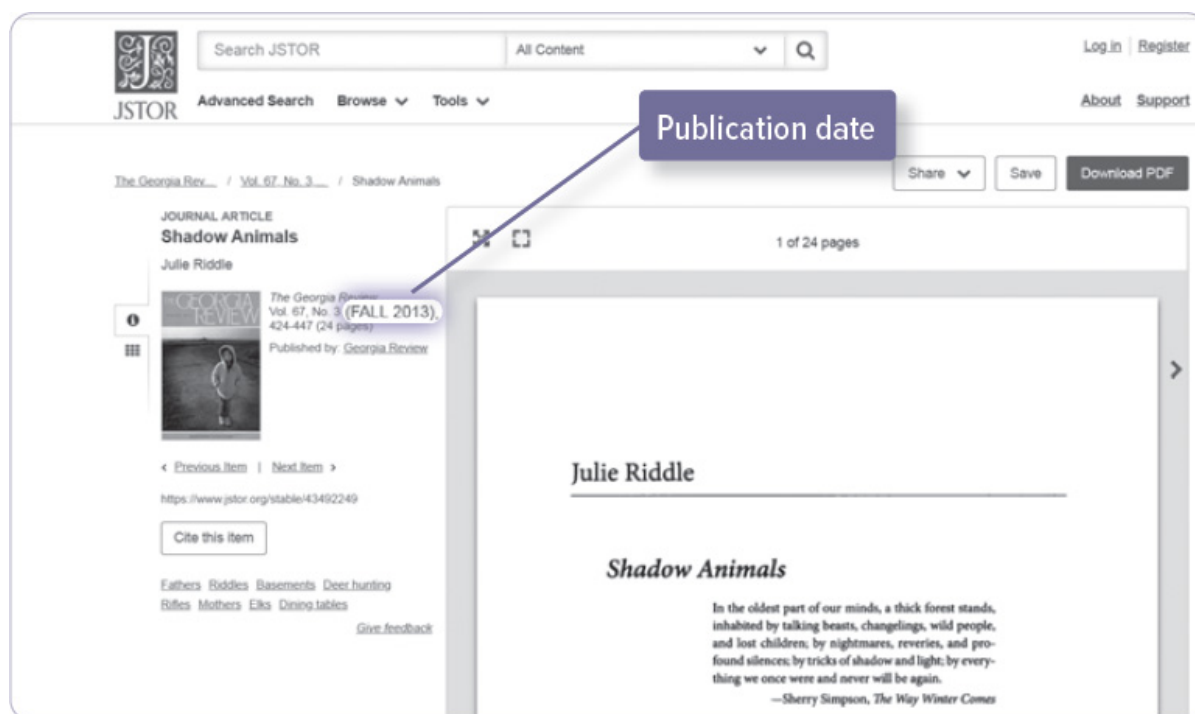 Search JSTOR
All Content
Log in
Register
JSTOR
Advanced Search
Browse
Tools
About
Support
Publication date
The Georgia Rev... / Vol. 67, No. 3 ... / Shadow Animals
Share
Save
Download PDF
JOURNAL ARTICLE
Shadow Animals
Julie Riddle
THE GEORGIA
REVIEW
The Georgia Review
Vol. 67, No. 3 (FALL 2013),
424-447 (24 pages)
Published by: Georgia Review
1 of 24 pages
< Previous Item | Next Item >
https://www.jstor.org/stable/43492249
Cite this item
Fathers Riddles Basements Deer hunting
Rifles Mothers Elks Dining tables
Give feedback
Julie Riddle
Shadow Animals
In the oldest part of our minds, a thick forest stands,
inhabited by talking beasts, changelings, wild people,
and lost children; by nightmares, reveries, and pro-
found silences; by tricks of shadow and light; by every-
thing we once were and never will be again.
—Sherry Simpson, The Way Winter Comes